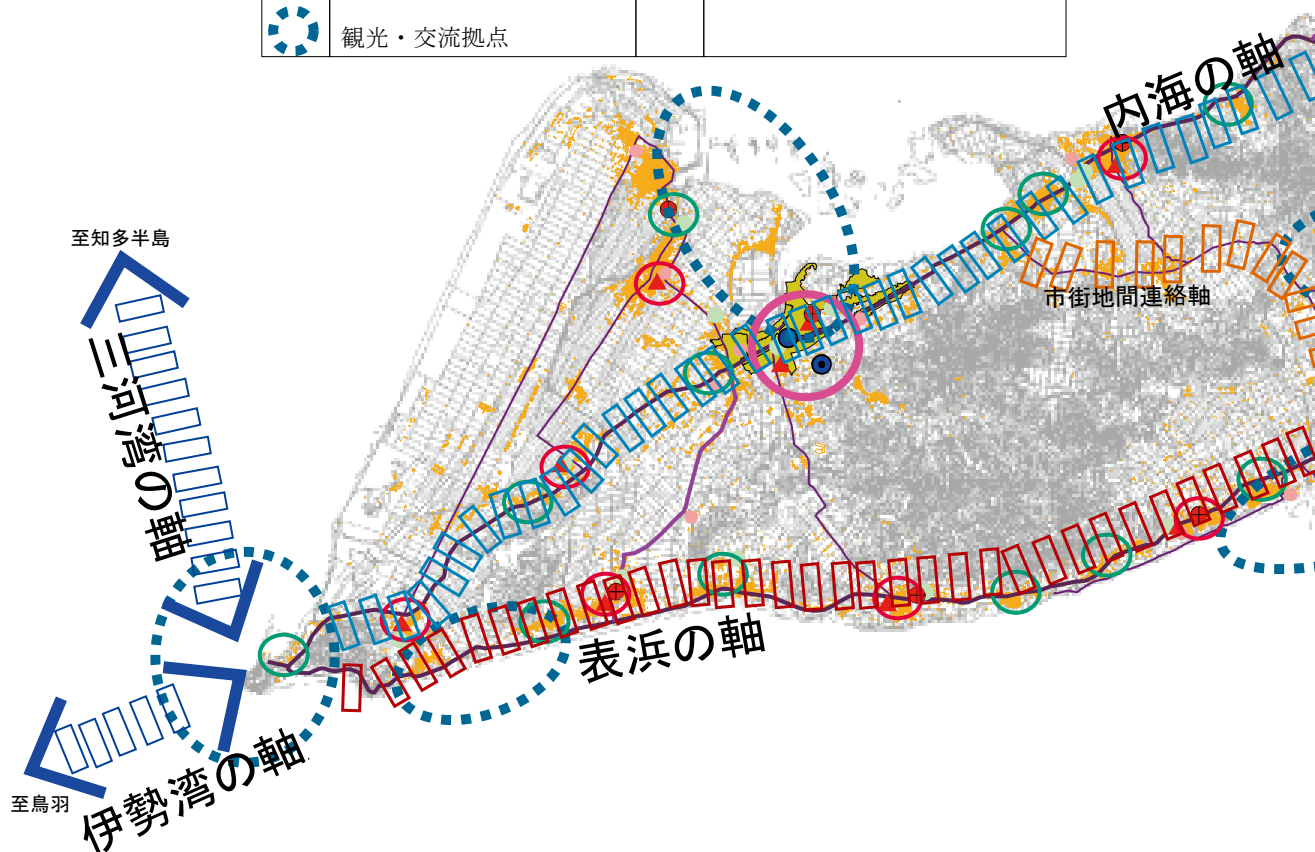 観光・交流拠点
内海の軸
至知多半島
市街地間連絡軸
三河湾の軸
表浜の軸
伊勢湾の軸
至鳥羽